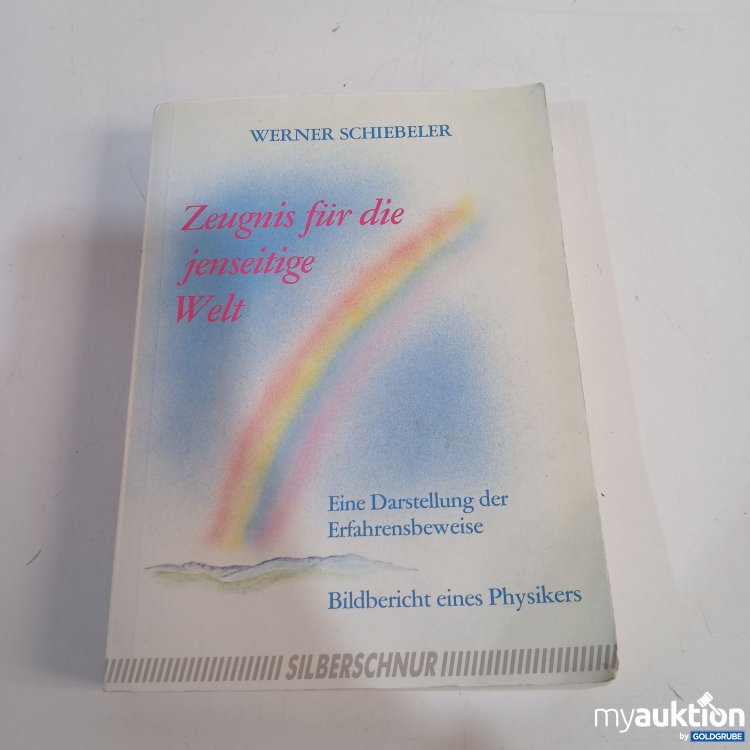 WERNER SCHIEBELER
Zeugnis für die
jenseitige
Welt
Eine Darstellung der
Erfahrensbeweise
Bildbericht eines Physikers
SILBERSCHNUR
myauktion
by GOLDGRUBE